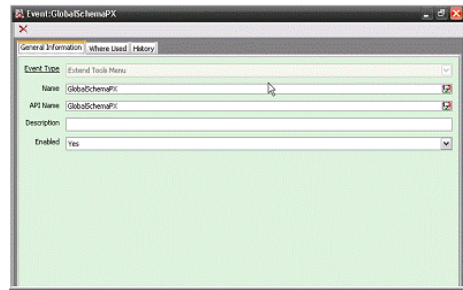 Event:GlobalSchemaPX
General Information Where Used History
Event Type Extend Tools Menu
Name GlobalSchemaPX
API Name GlobalSchemaPX
Description
Enabled Yes